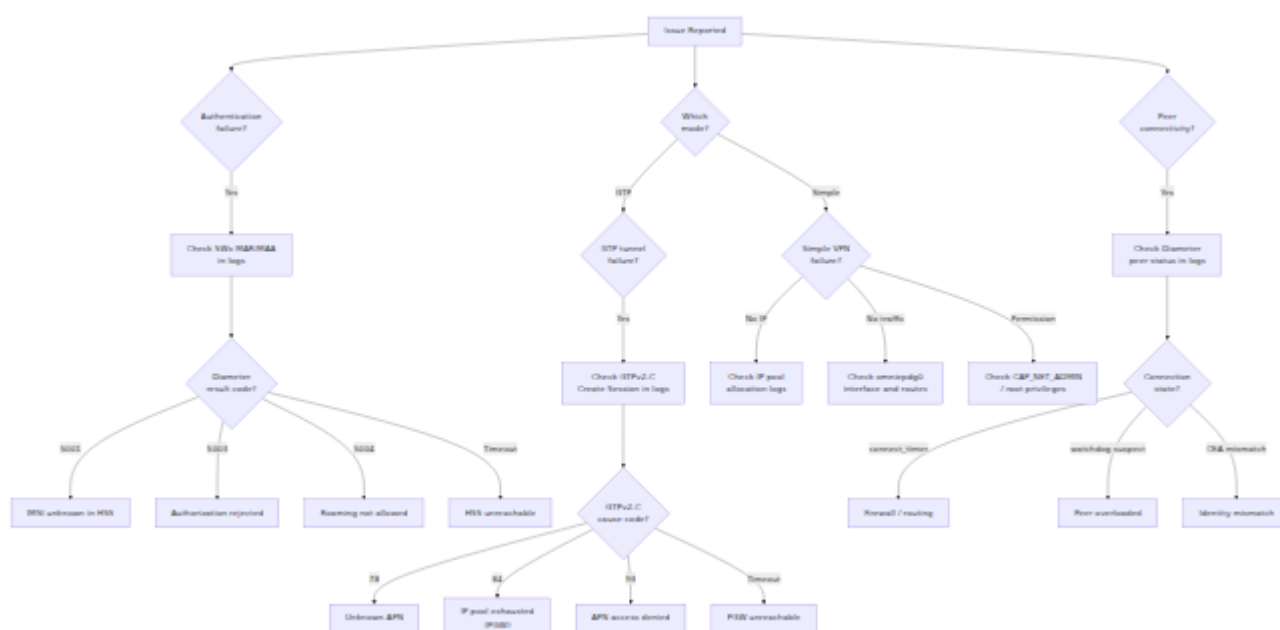 Issue Reported
Authentication
failure?
Which
mode?
Peer
connectivity?
Yes
GTP
Simple
Yes
Check SWx MAR/MAA
in logs
GTP tunnel
failure?
Simple VPN
failure?
Check Diameter
peer status in logs
Yes
No IP
No traffic
Permission
Diameter
result code?
Check GTPv2-C
Create Session in logs
Check IP pool
allocation logs
Check omniepdg0
interface and routes
Check CAP_NET_ADMIN
/ root privileges
Connection
state?
5001
5003
5004
Timeout
connect_timer
watchdog suspect
CEA mismatch
IMSI unknown in HSS
Authorization rejected
Roaming not allowed
HSS unreachable
GTPv2-C
cause code?
Firewall / routing
Peer overloaded
Identity mismatch
78
84
93
Timeout
Unknown APN
IP pool exhausted
(PGW)
APN access denied
PGW unreachable